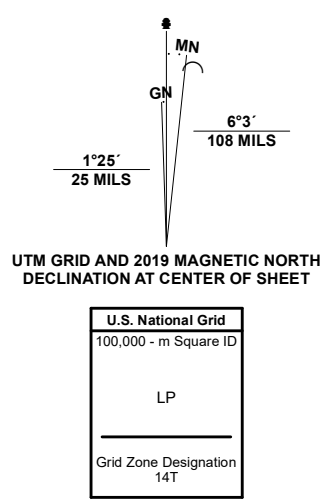 MN
GN
6°3´
108 MILS
1°25´
25 MILS
UTM GRID AND 2019 MAGNETIC NORTH
DECLINATION AT CENTER OF SHEET
U.S. National Grid
100,000 - m Square ID
LP
Grid Zone Designation
14T